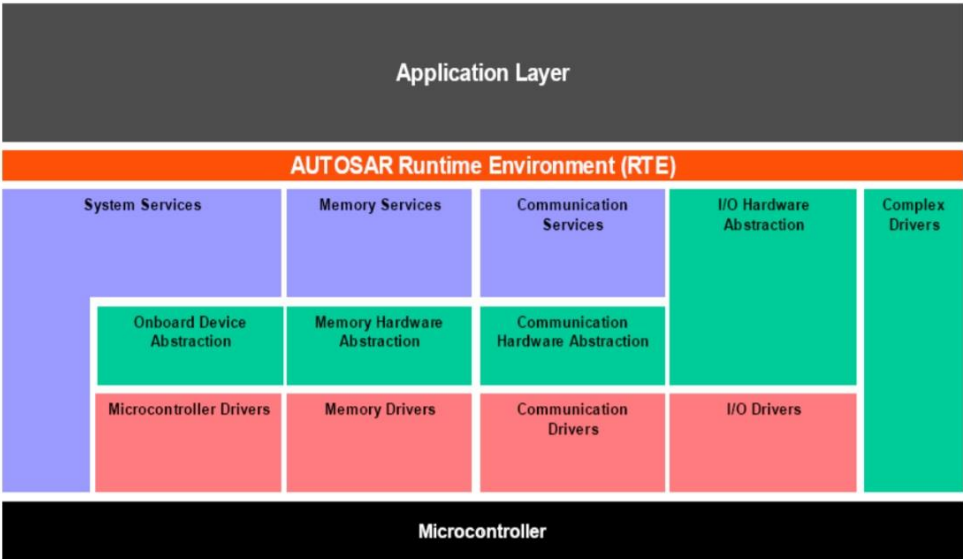 Application Layer
AUTOSAR Runtime Environment (RTE)
System Services
Memory Services
Communication
Services
I/O Hardware
Abstraction
Complex
Drivers
Onboard Device
Abstraction
Memory Hardware
Abstraction
Communication
Hardware Abstraction
Microcontroller Drivers
Memory Drivers
Communication
Drivers
I/O Drivers
Microcontroller